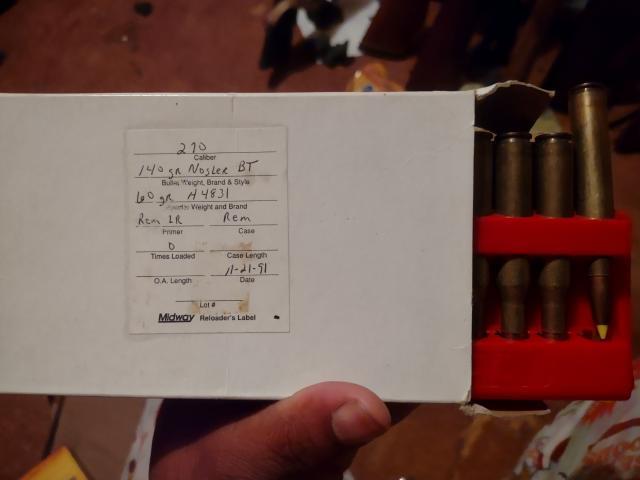 270
Caliber
140 gr Nosler BT
Bullet Weight, Brand & Style
60 gr H4831
Weight and Brand
Rem LR Rem
Primer Case
0
Times Loaded Case Length
11-21-91
O.A. Length Date
Lot #
Midway Reloader's Label